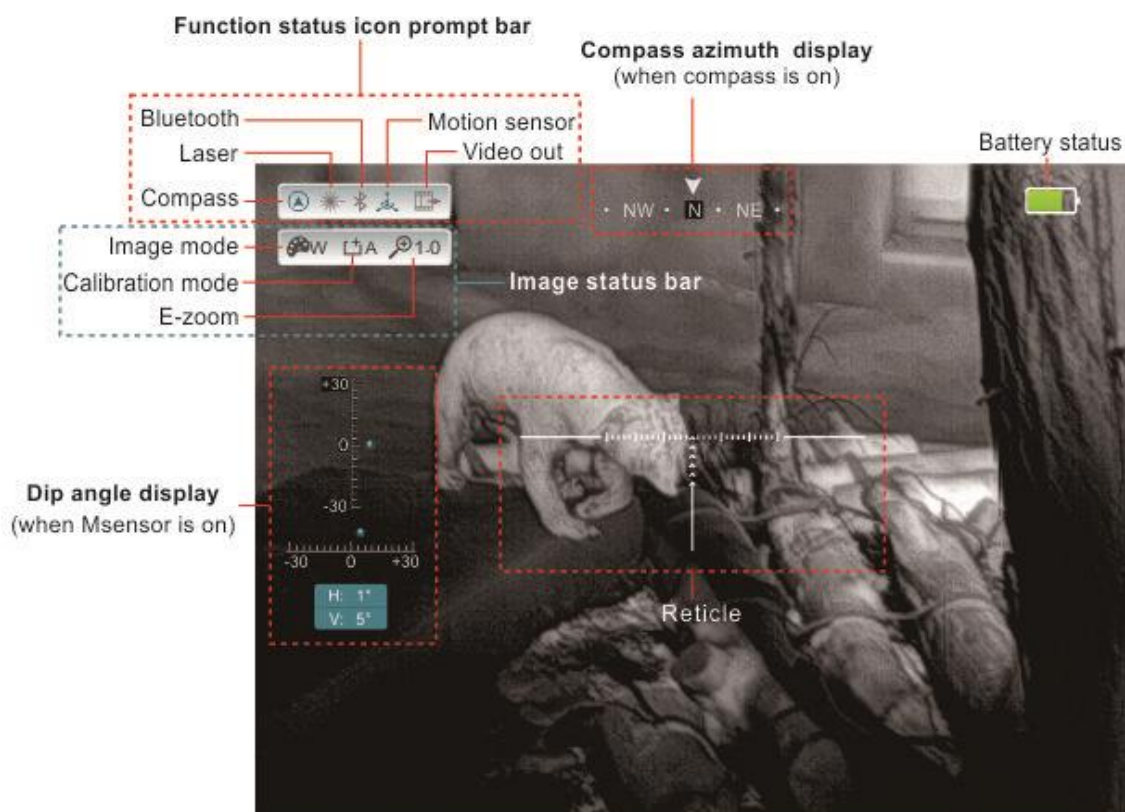 Function status icon prompt bar
Compass azimuth display
(when compass is on)
Bluetooth
Motion sensor
Laser
Video out
Battery status
Compass
· NW · N · NE ·
Image mode
W
A
1.0
Calibration mode
Image status bar
E-zoom
+30
0
-30
-30 0 +30
Dip angle display
(when Msensor is on)
H: 1°
V: 5°
Reticle